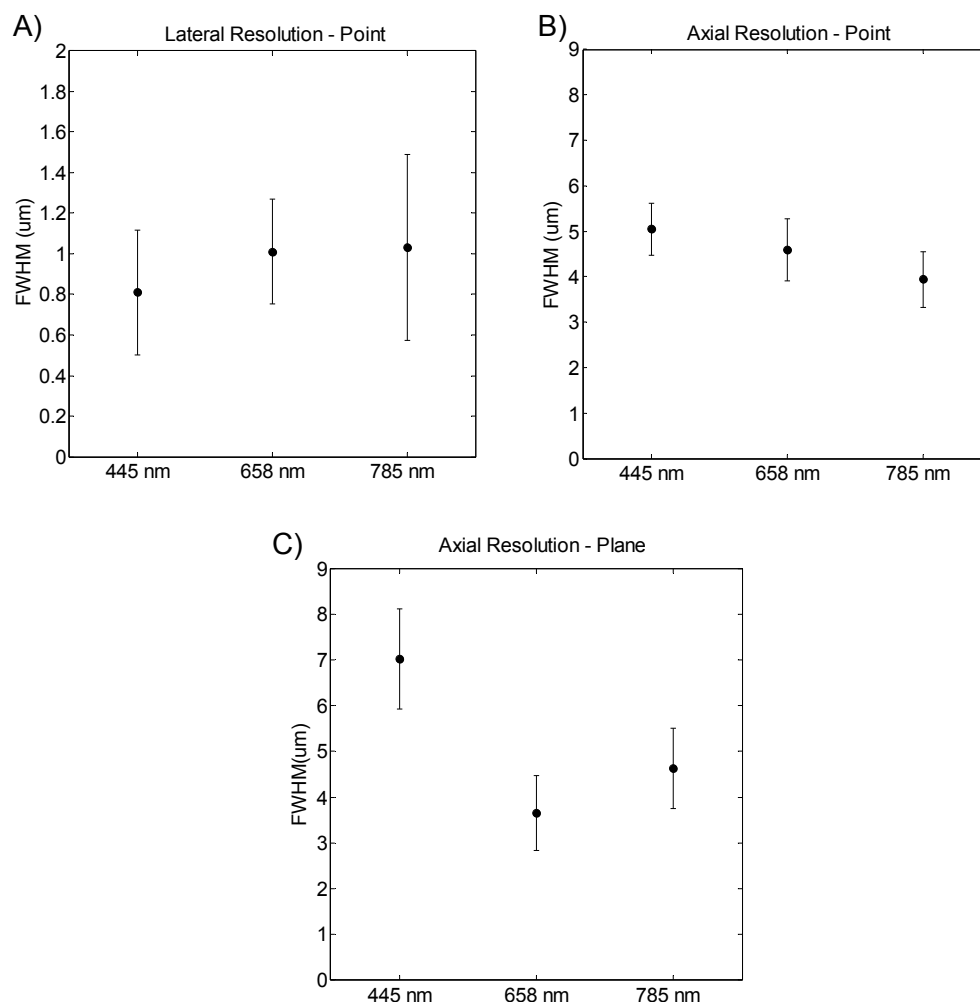 A)
Lateral Resolution - Point
2
1.8
1.6
1.4
1.2
1
0.8
0.6
0.4
0.2
0
FWHM (um)
445 nm 658 nm 785 nm
B)
Axial Resolution - Point
9
8
7
6
5
4
3
2
1
0
FWHM (um)
445 nm 658 nm 785 nm
C)
Axial Resolution - Plane
9
8
7
6
5
4
3
2
1
0
FWHM(um)
445 nm 658 nm 785 nm